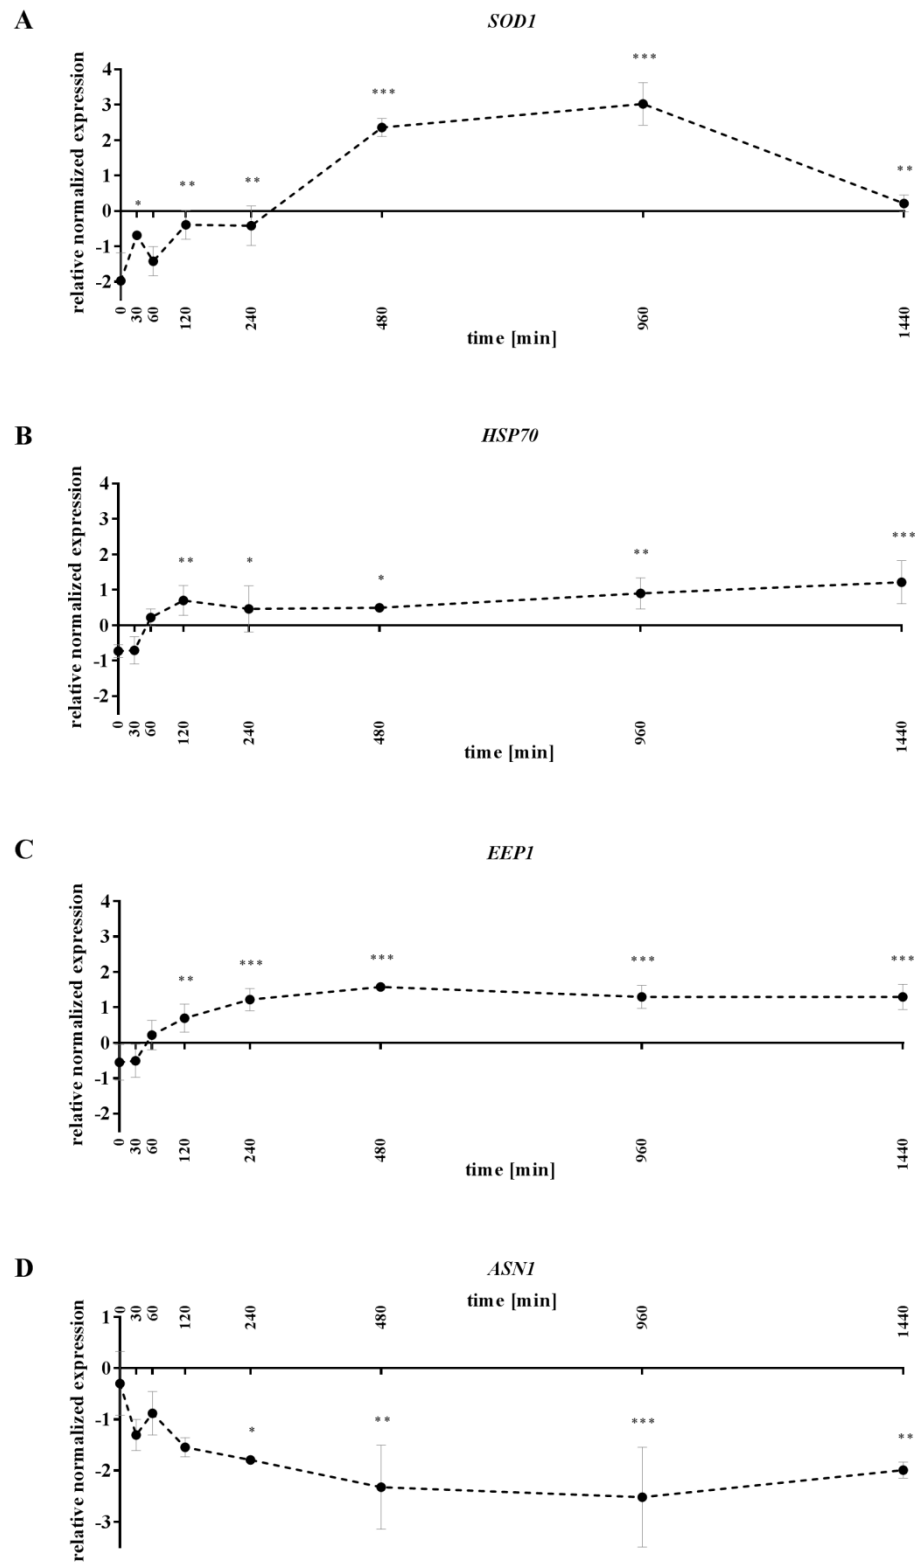 A
SOD1
relative normalized expression
4
3
2
1
0
-1
-2
* ** ** *** *** **
0 30 60 120 240 480 960 1440
time [min]
B
HSP70
relative normalized expression
4
3
2
1
0
-1
-2
** * * ** ***
0 30 60 120 240 480 960 1440
time [min]
C
EEP1
relative normalized expression
4
3
2
1
0
-1
-2
** *** *** *** ***
0 30 60 120 240 480 960 1440
time [min]
D
ASN1
time [min]
0 30 60 120 240 480 960 1440
relative normalized expression
1
0
-1
-2
-3
* ** *** **